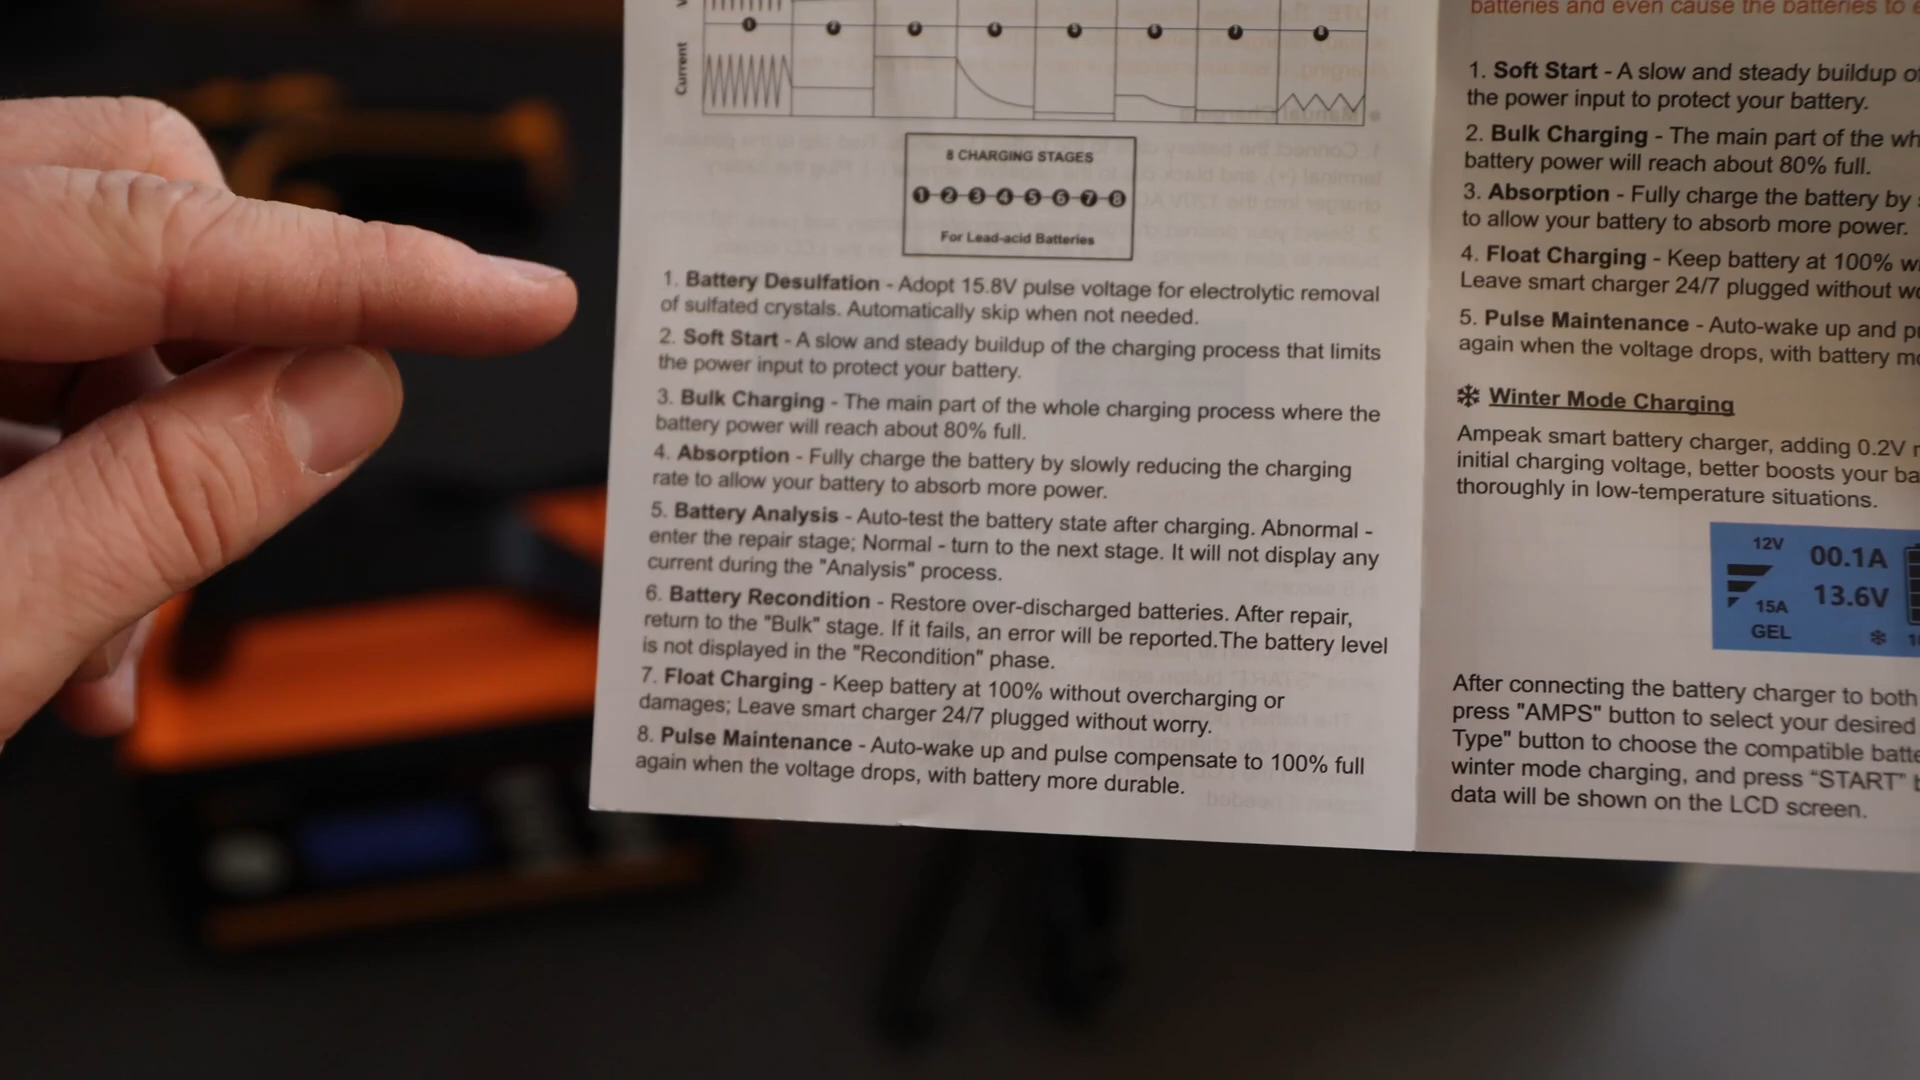 Current
8 CHARGING STAGES
1-2-3-4-5-6-7-8
For Lead-acid Batteries
1. Battery Desulfation - Adopt 15.8V pulse voltage for electrolytic removal
of sulfated crystals. Automatically skip when not needed.
2. Soft Start - A slow and steady buildup of the charging process that limits
the power input to protect your battery.
3. Bulk Charging - The main part of the whole charging process where the
battery power will reach about 80% full.
4. Absorption - Fully charge the battery by slowly reducing the charging
rate to allow your battery to absorb more power.
5. Battery Analysis - Auto-test the battery state after charging. Abnormal -
enter the repair stage; Normal - turn to the next stage. It will not display any
current during the "Analysis" process.
6. Battery Recondition - Restore over-discharged batteries. After repair,
return to the "Bulk" stage. If it fails, an error will be reported.The battery level
is not displayed in the "Recondition" phase.
7. Float Charging - Keep battery at 100% without overcharging or
damages; Leave smart charger 24/7 plugged without worry.
8. Pulse Maintenance - Auto-wake up and pulse compensate to 100% full
again when the voltage drops, with battery more durable.
batteries and even cause the batteries to
1. Soft Start - A slow and steady buildup
the power input to protect your battery.
2. Bulk Charging - The main part of the
battery power will reach about 80% full.
3. Absorption - Fully charge the battery by
to allow your battery to absorb more power.
4. Float Charging - Keep battery at 100%
Leave smart charger 24/7 plugged without
5. Pulse Maintenance - Auto-wake up and
again when the voltage drops, with battery
Winter Mode Charging
Ampeak smart battery charger, adding 0.2V
initial charging voltage, better boosts your
thoroughly in low-temperature situations.
12V 00.1A
15A 13.6V
GEL
After connecting the battery charger to both
press "AMPS" button to select your desired
Type" button to choose the compatible
winter mode charging, and press “START”
data will be shown on the LCD screen.